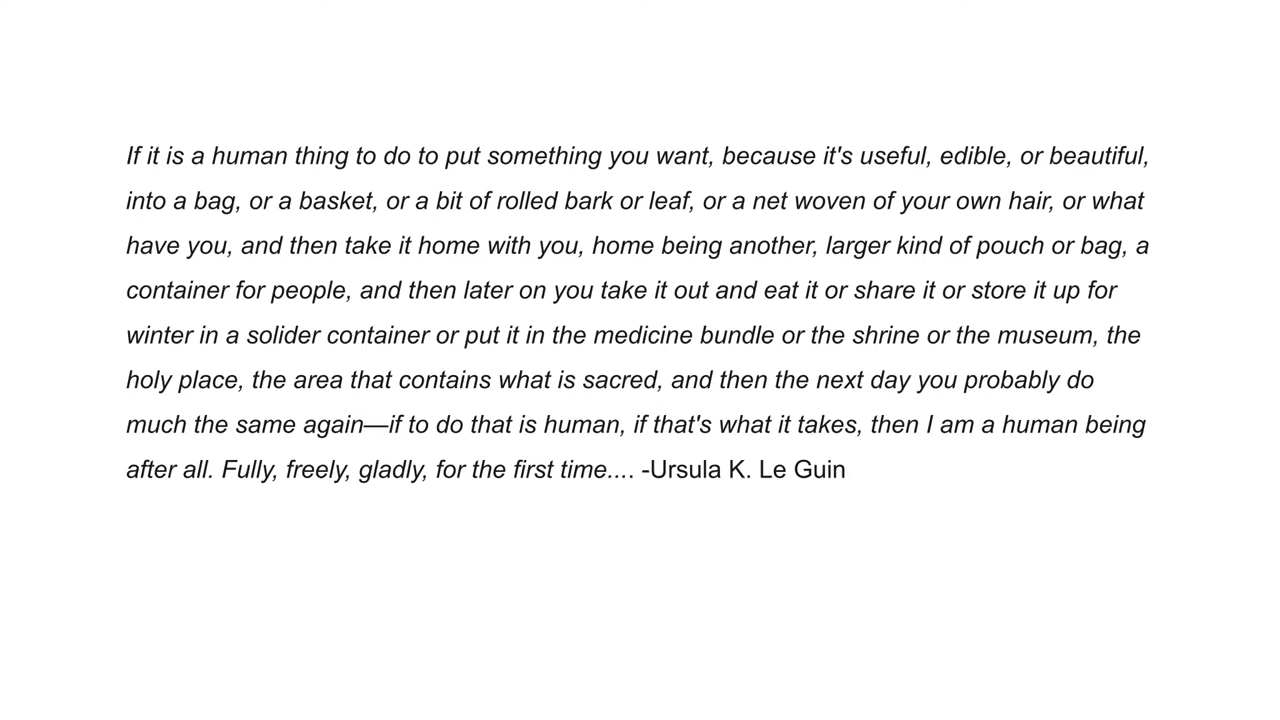 If it is a human thing to do to put something you want, because it's useful, edible, or beautiful,
into a bag, or a basket, or a bit of rolled bark or leaf, or a net woven of your own hair, or what
have you, and then take it home with you, home being another, larger kind of pouch or bag, a
container for people, and then later on you take it out and eat it or share it or store it up for
winter in a solider container or put it in the medicine bundle or the shrine or the museum, the
holy place, the area that contains what is sacred, and then the next day you probably do
much the same again—if to do that is human, if that's what it takes, then I am a human being
after all. Fully, freely, gladly, for the first time.... -Ursula K. Le Guin